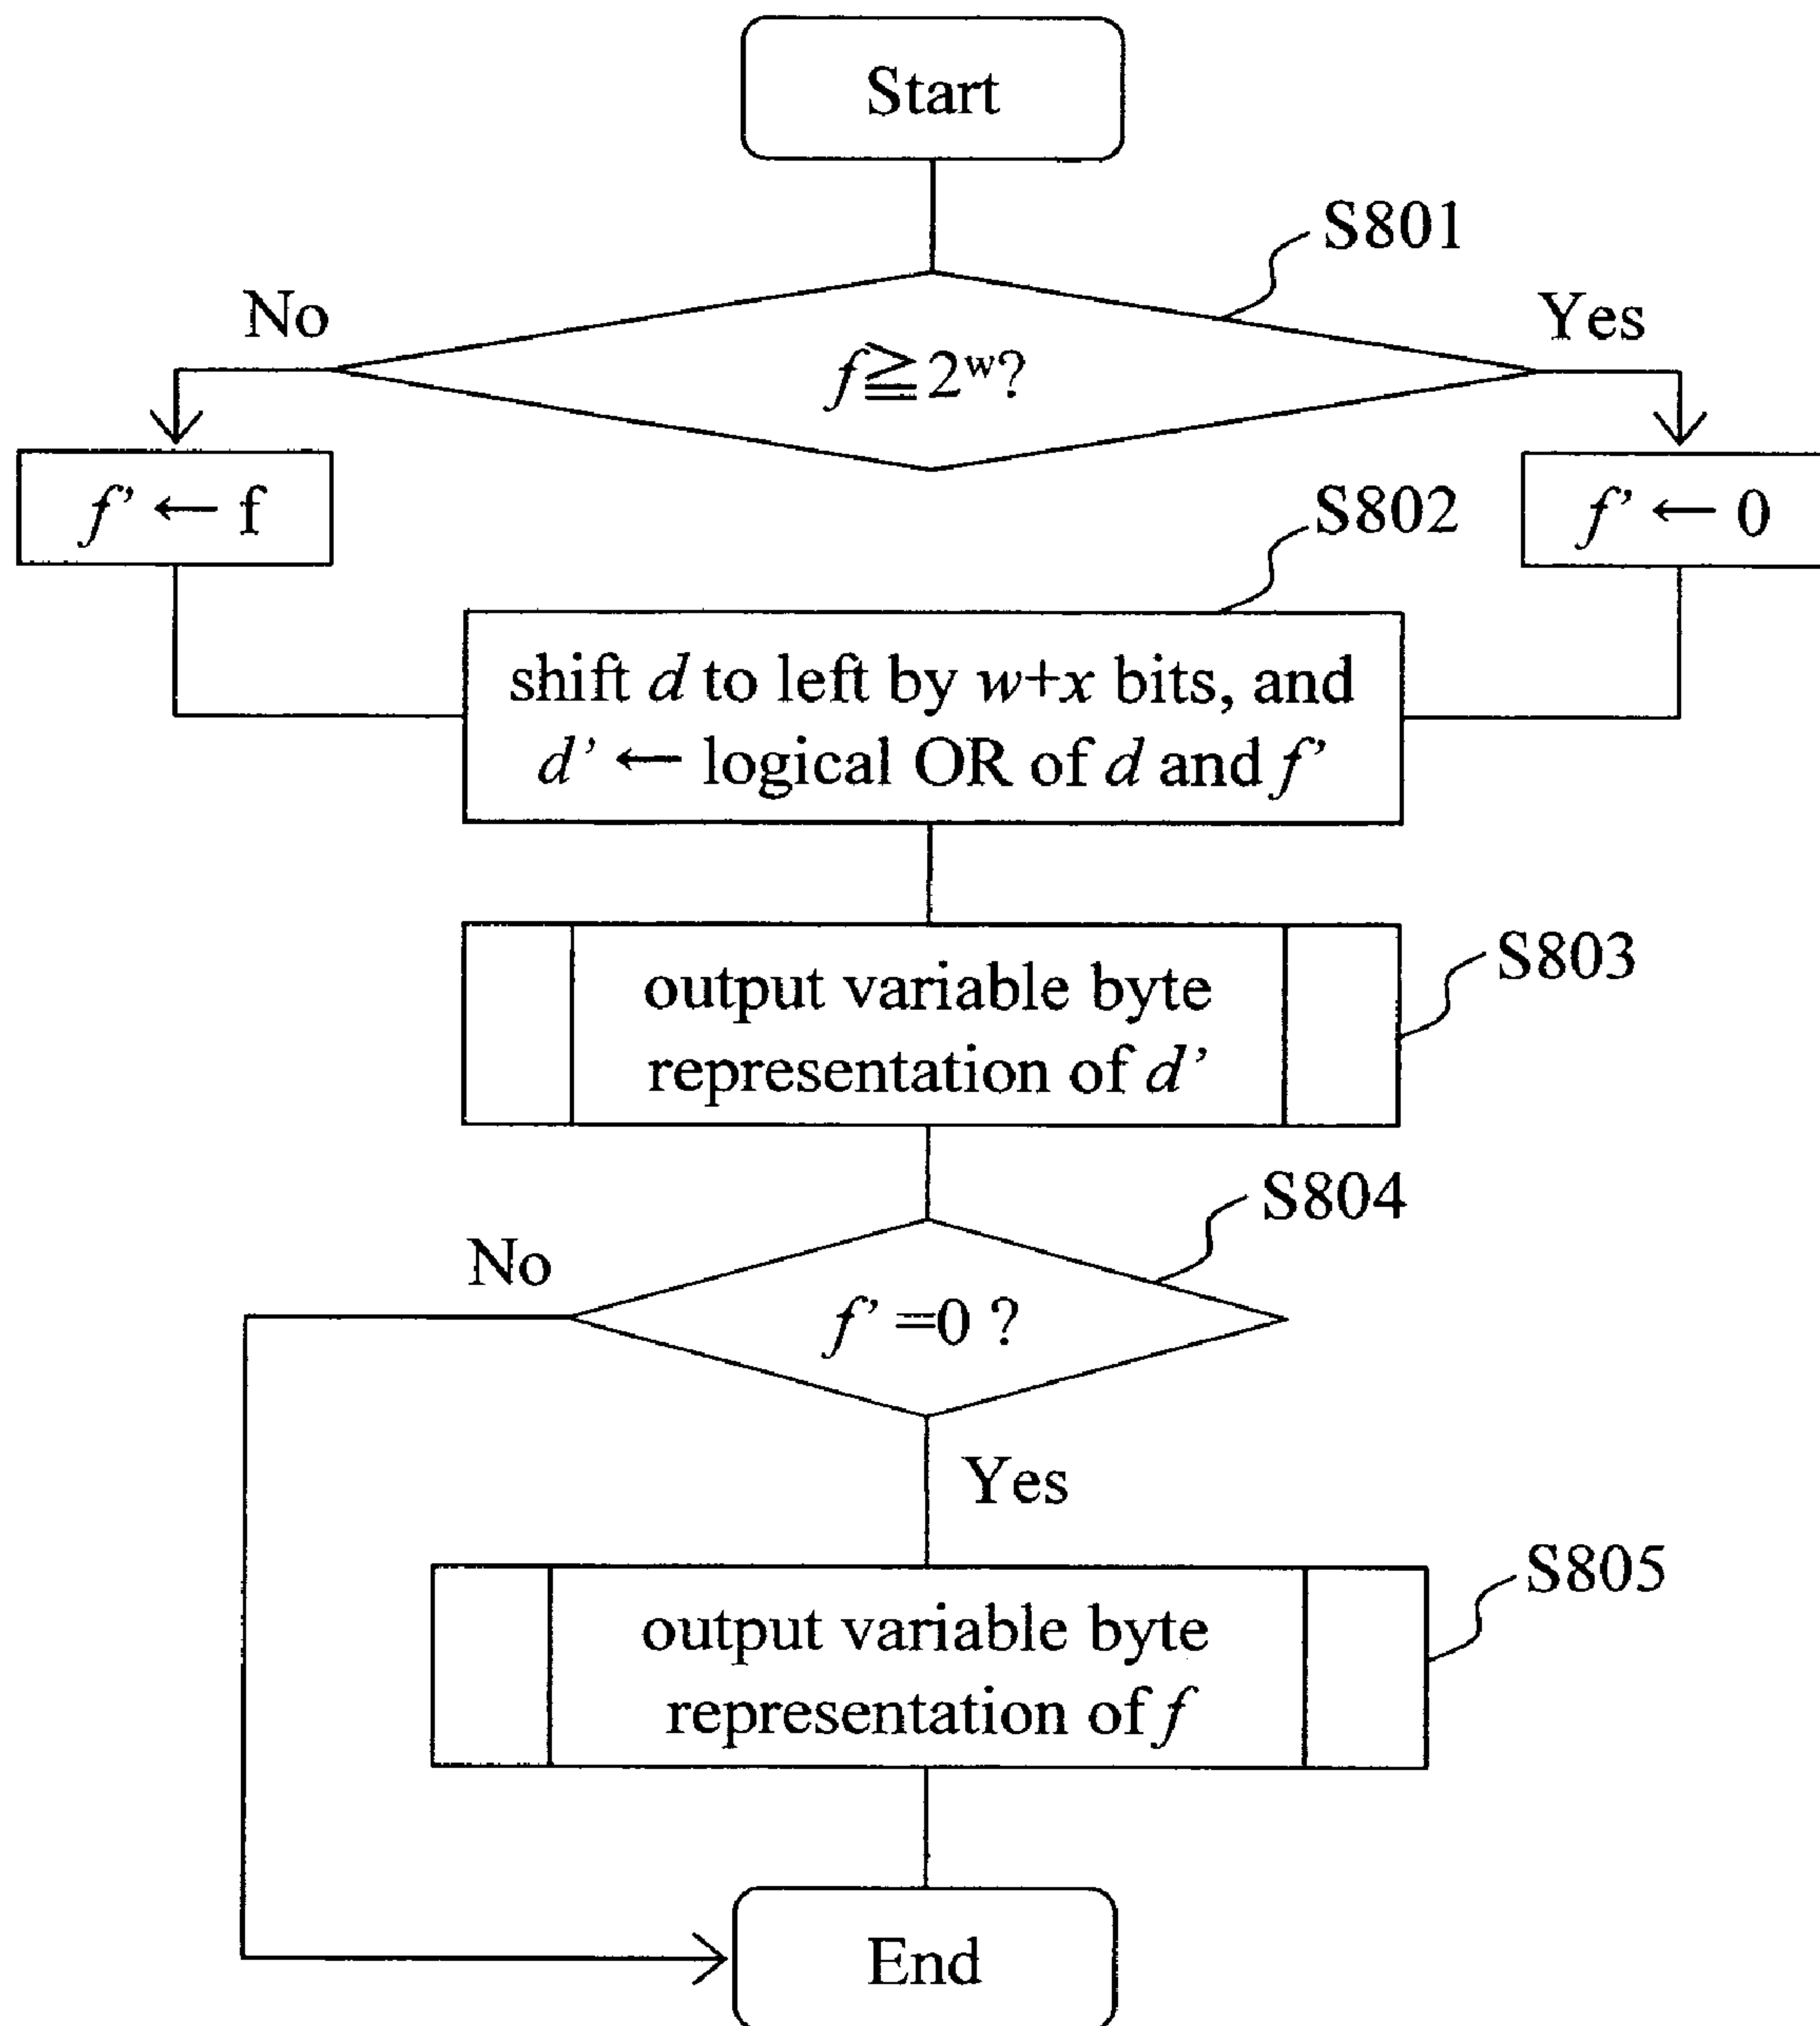 Start
S801
No
Yes
f≧2ʷ?
f’ ← f
S802
f’ ← 0
shift d to left by w+x bits, and
d’ ← logical OR of d and f’
S803
output variable byte
representation of d’
S804
No
f’ =0 ?
Yes
S805
output variable byte
representation of f
End